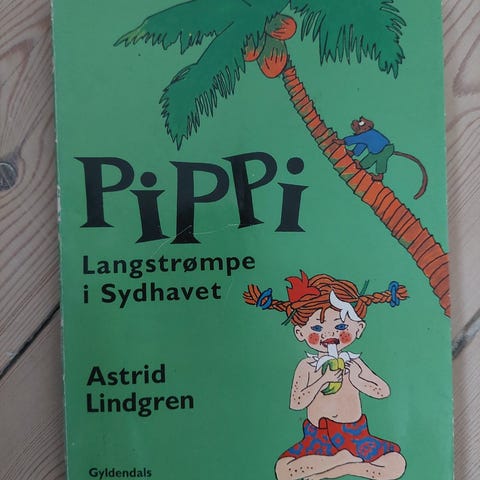 PiPPi
Langstrømpe
i Sydhavet
Astrid
Lindgren
Gyldendals